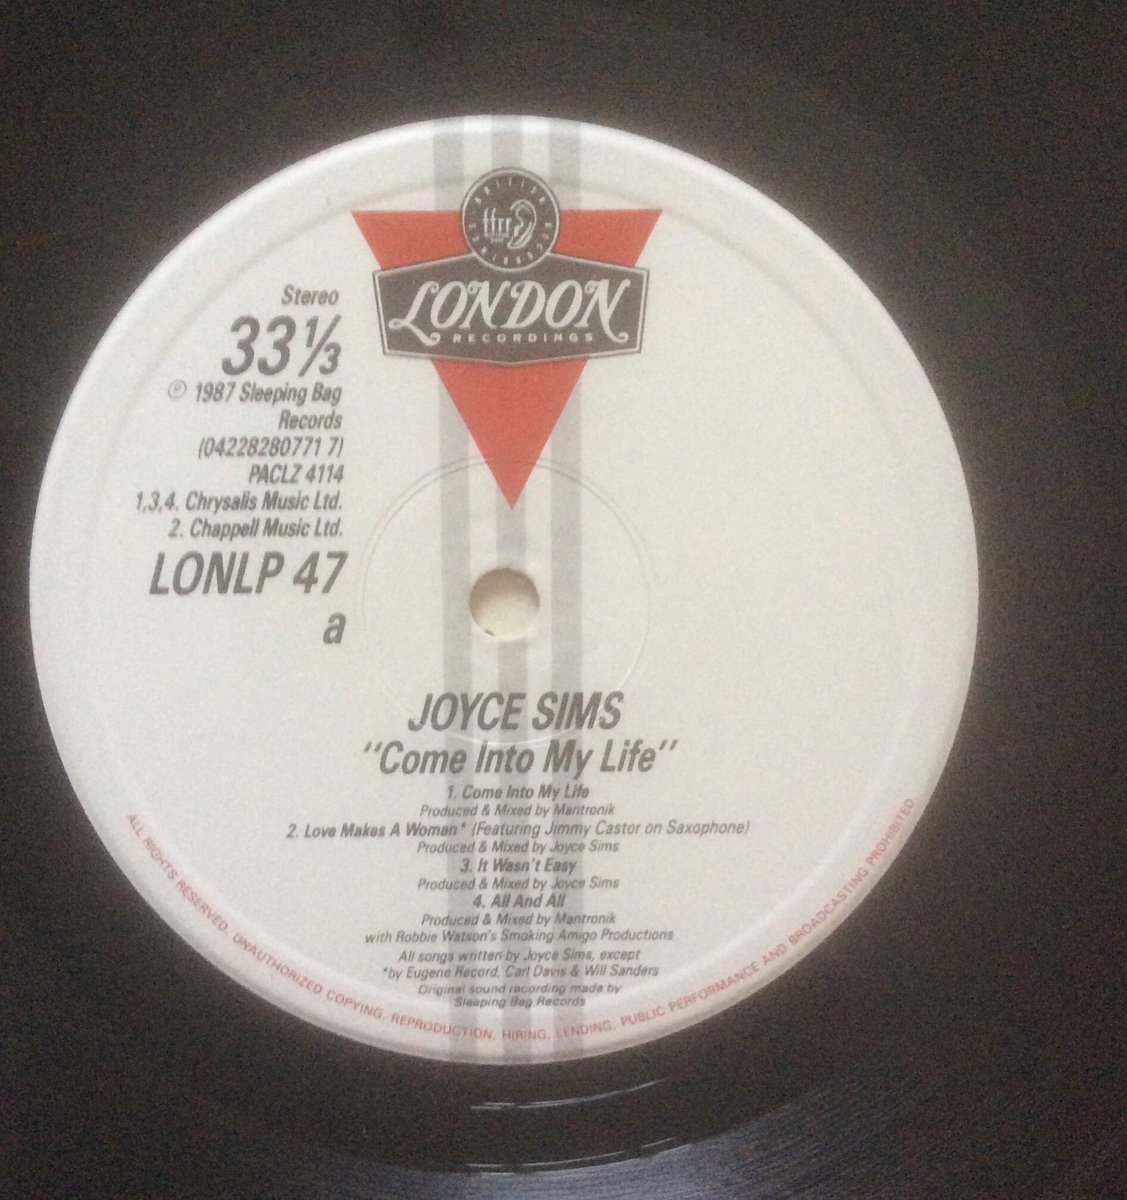 BRITISH
ffrr
RECORDING
LONDON
RECORDINGS
Stereo
33⅓
℗ 1987 Sleeping Bag
Records
(04228280771 7)
PACLZ 4114
1,3,4. Chrysalis Music Ltd.
2. Chappell Music Ltd.
LONLP 47
a
JOYCE SIMS
"Come Into My Life"
1. Come Into My Life
Produced & Mixed by Mantronik
2. Love Makes A Woman* (Featuring Jimmy Castor on Saxophone)
Produced & Mixed by Joyce Sims
3. It Wasn't Easy
Produced & Mixed by Joyce Sims
4. All And All
Produced & Mixed by Mantronik
with Robbie Watson's Smoking Amigo Productions
All songs written by Joyce Sims, except
*by Eugene Record, Carl Davis & Will Sanders
Original sound recording made by
Sleeping Bag Records
ALL RIGHTS RESERVED. UNAUTHORIZED COPYING, REPRODUCTION, HIRING, LENDING, PUBLIC PERFORMANCE AND BROADCASTING PROHIBITED